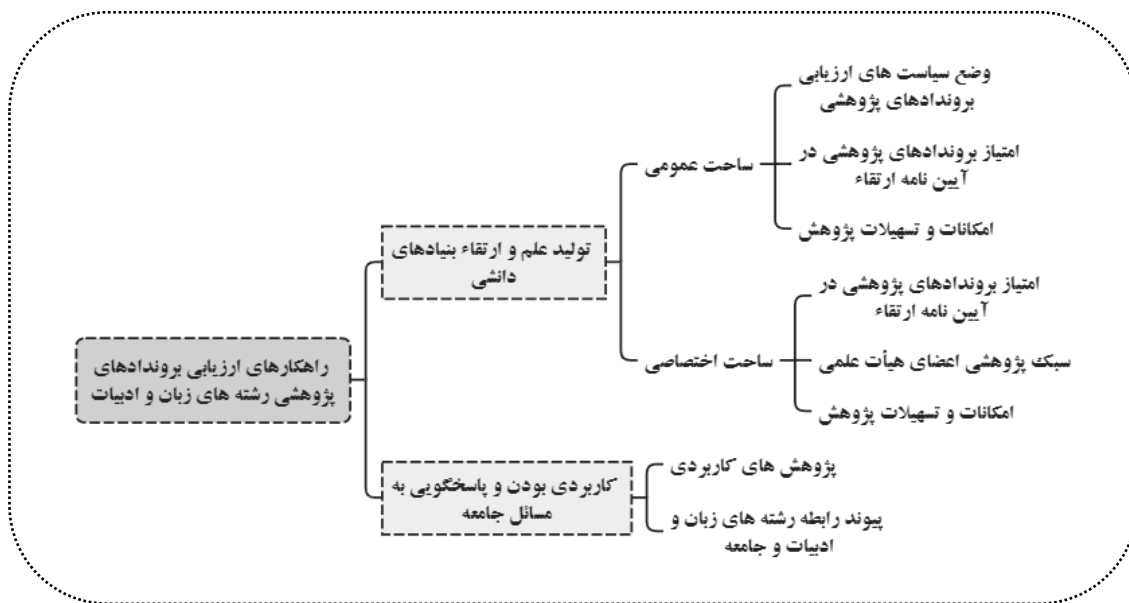 راهکارهای ارزیابی بروندادهای
پژوهشی رشته های زبان و ادبیات
تولید علم و ارتقاء بنیادهای
دانشی
ساحت عمومی
وضع سیاست های ارزیابی
بروندادهای پژوهشی
امتیاز بروندادهای پژوهشی در
آیین نامه ارتقاء
امکانات و تسهیلات پژوهش
ساحت اختصاصی
امتیاز بروندادهای پژوهشی در
آیین نامه ارتقاء
سبک پژوهشی اعضای هیأت علمی
امکانات و تسهیلات پژوهش
کاربردی بودن و پاسخگویی به
مسائل جامعه
پژوهش های کاربردی
پیوند رابطه رشته های زبان و
ادبیات و جامعه